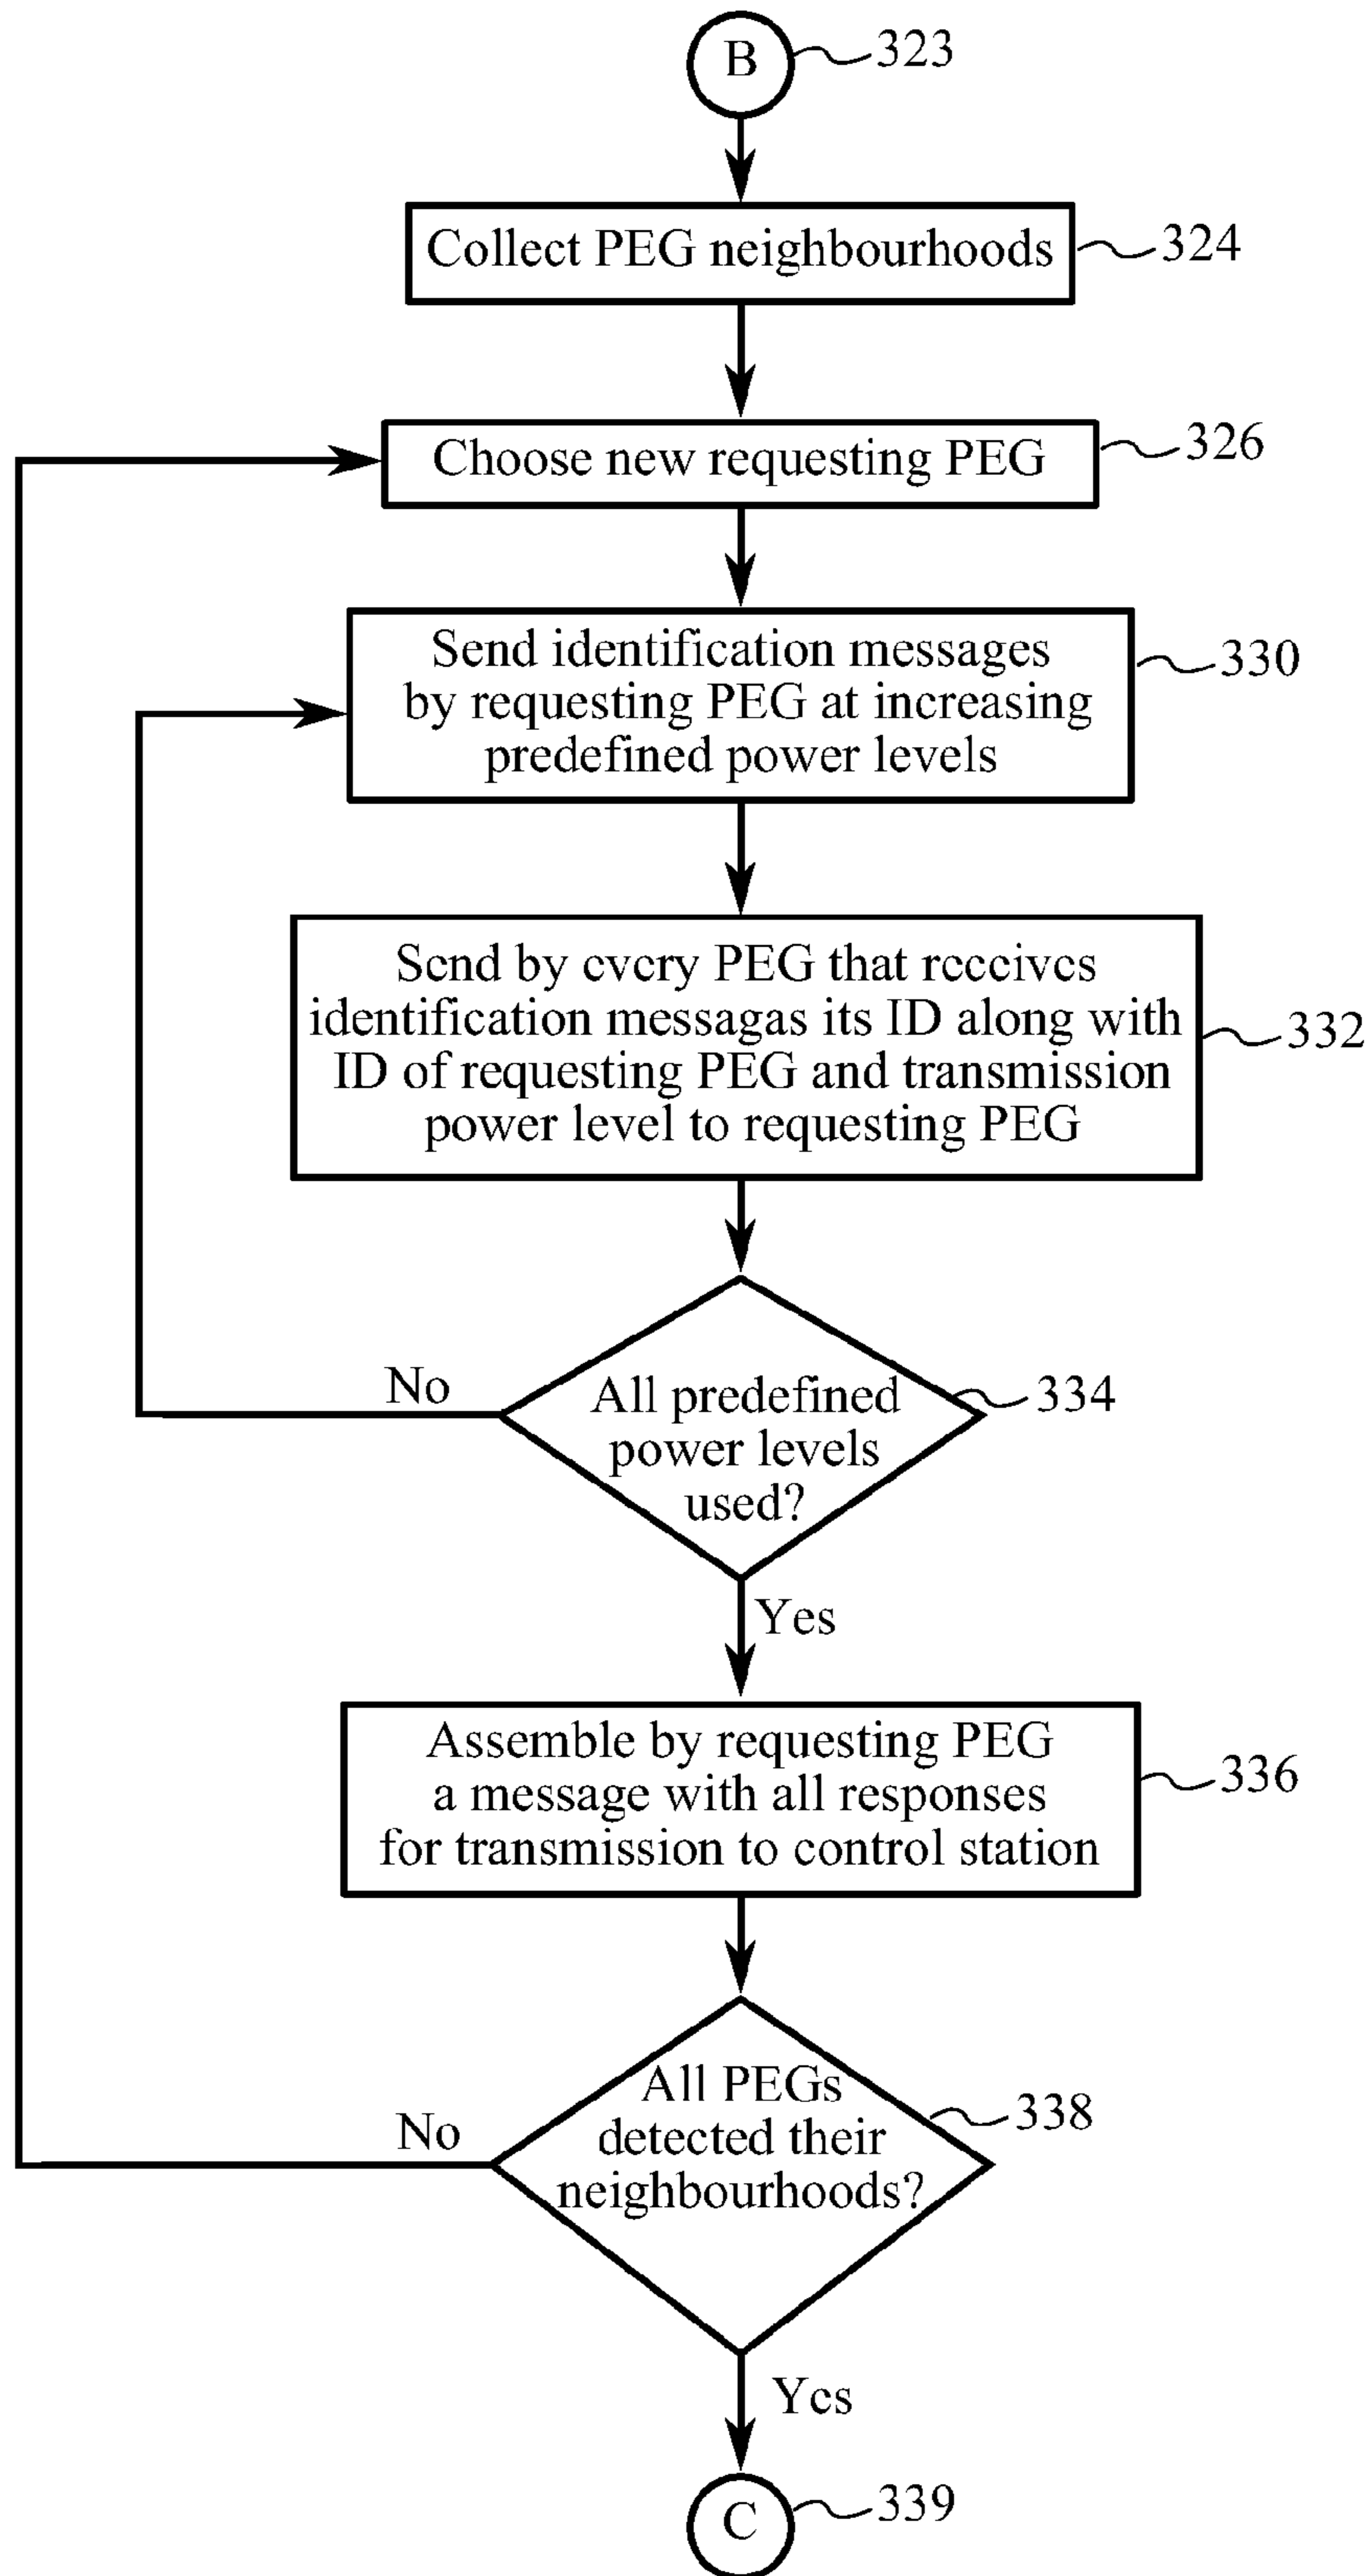 B
323
Collect PEG neighbourhoods
324
Choose new requesting PEG
326
Send identification messages
by requesting PEG at increasing
predefined power levels
330
Send by every PEG that receives
identification messagas its ID along with
ID of requesting PEG and transmission
power level to requesting PEG
332
No
All predefined
power levels
used?
334
Yes
Assemble by requesting PEG
a message with all responses
for transmission to control station
336
No
All PEGs
detected their
neighbourhoods?
338
Yes
C
339